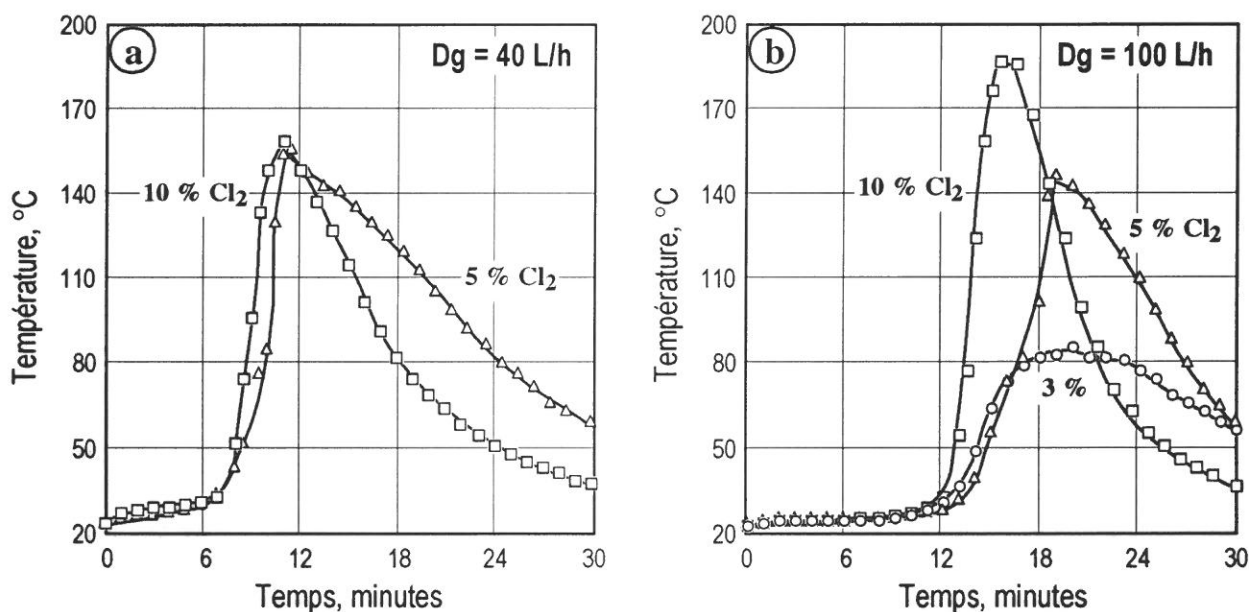 a
Dg = 40 L/h
Température, °C
200
170
140
110
80
50
20
10 % Cl₂
5 % Cl₂
0 6 12 18 24 30
Temps, minutes
b
Dg = 100 L/h
Température, °C
200
170
140
110
80
50
20
10 % Cl₂
5 % Cl₂
3 %
0 6 12 18 24 30
Temps, minutes